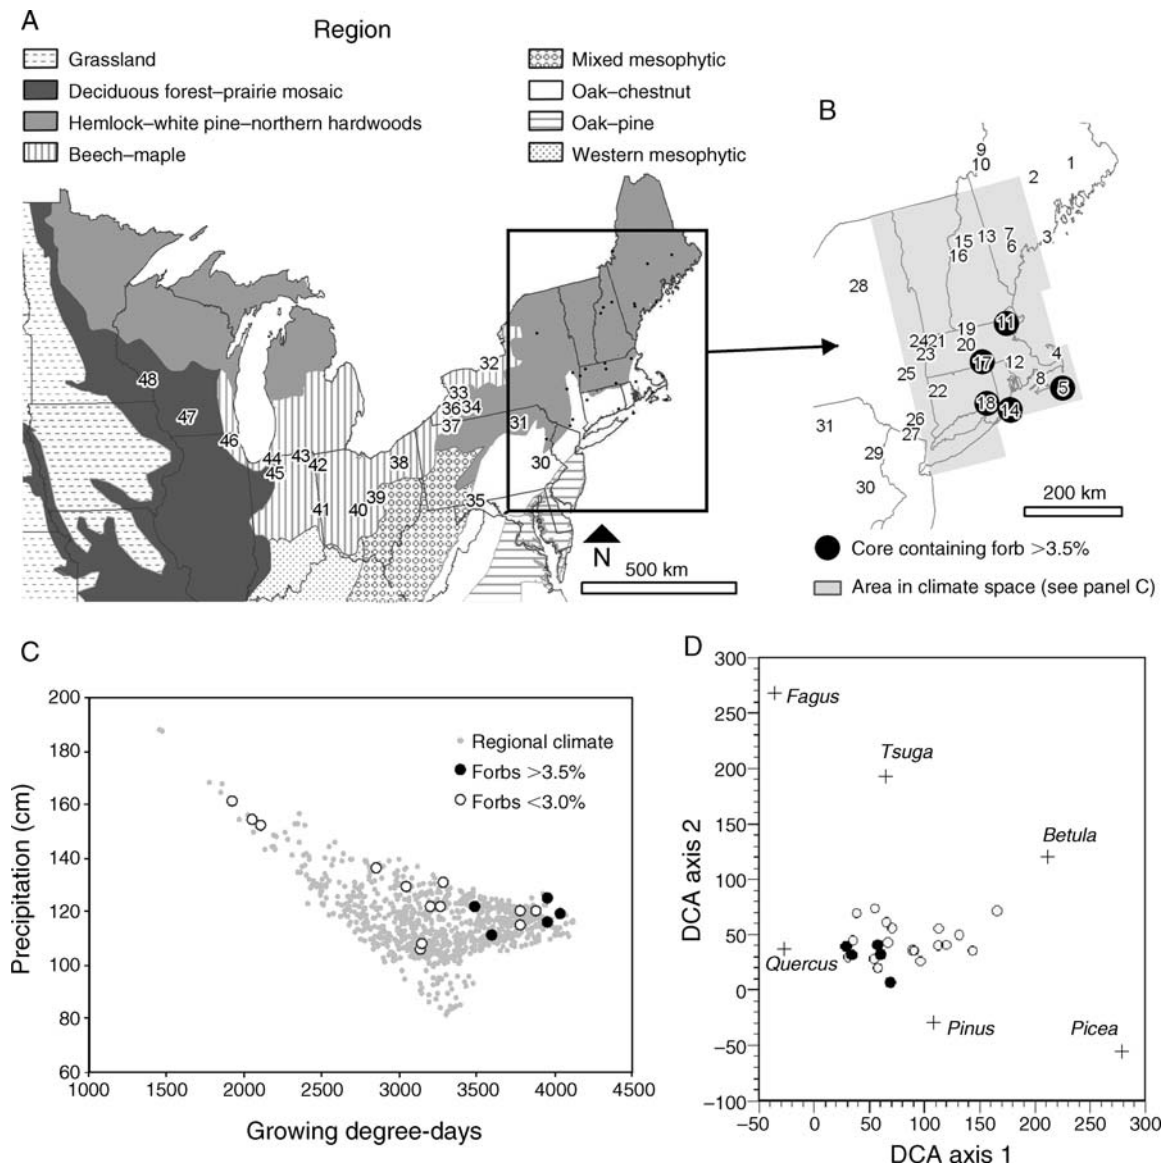 A
Region
Grassland
Deciduous forest–prairie mosaic
Hemlock–white pine–northern hardwoods
Beech–maple
Mixed mesophytic
Oak–chestnut
Oak–pine
Western mesophytic
48
47
46
44
45
43
42
41
40
39
38
37
36
34
33
32
31
30
35
N
500 km
B
9
10
1
2
3
7
6
13
15
16
28
11
19
20
24
21
23
17
12
4
8
5
25
22
18
14
26
27
31
29
30
200 km
Core containing forb >3.5%
Area in climate space (see panel C)
C
Precipitation (cm)
200
180
160
140
120
100
80
60
1000 1500 2000 2500 3000 3500 4000 4500
Growing degree-days
Regional climate
Forbs >3.5%
Forbs <3.0%
D
DCA axis 2
300
250
200
150
100
50
0
−50
−100
−50 0 50 100 150 200 250 300
DCA axis 1
Fagus
Tsuga
Betula
Quercus
Pinus
Picea